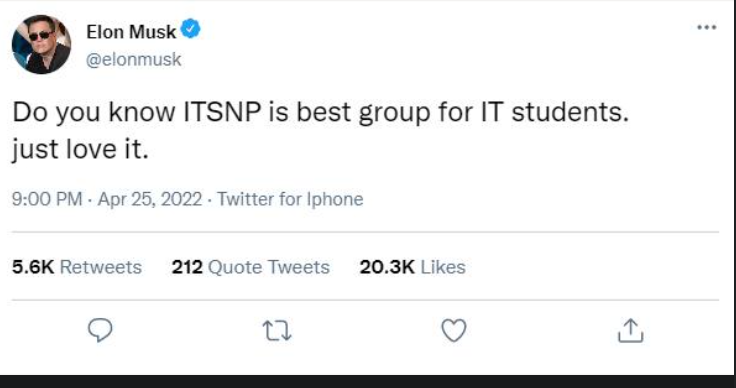 Elon Musk
@elonmusk
Do you know ITSNP is best group for IT students.
just love it.
9:00 PM · Apr 25, 2022 · Twitter for Iphone
5.6K Retweets 212 Quote Tweets 20.3K Likes